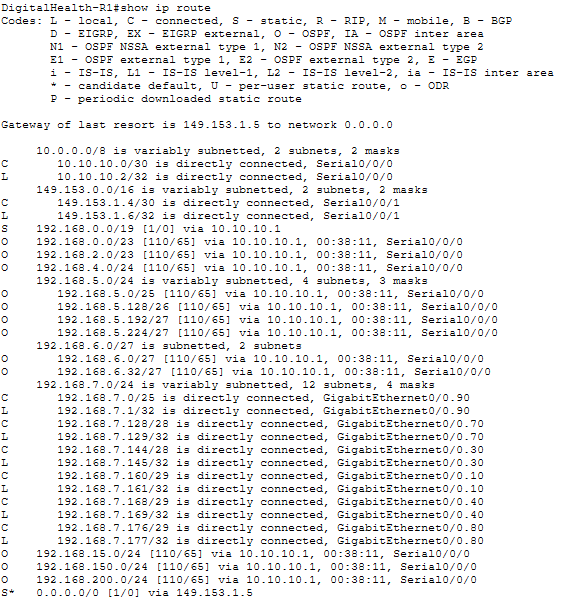 DigitalHealth-R1#show ip route
Codes: L - local, C - connected, S - static, R - RIP, M - mobile, B - BGP
       D - EIGRP, EX - EIGRP external, O - OSPF, IA - OSPF inter area
       N1 - OSPF NSSA external type 1, N2 - OSPF NSSA external type 2
       E1 - OSPF external type 1, E2 - OSPF external type 2, E - EGP
       i - IS-IS, L1 - IS-IS level-1, L2 - IS-IS level-2, ia - IS-IS inter area
       * - candidate default, U - per-user static route, o - ODR
       P - periodic downloaded static route

Gateway of last resort is 149.153.1.5 to network 0.0.0.0

     10.0.0.0/8 is variably subnetted, 2 subnets, 2 masks
C       10.10.10.0/30 is directly connected, Serial0/0/0
L       10.10.10.2/32 is directly connected, Serial0/0/0
     149.153.0.0/16 is variably subnetted, 2 subnets, 2 masks
C       149.153.1.4/30 is directly connected, Serial0/0/1
L       149.153.1.6/32 is directly connected, Serial0/0/1
S    192.168.0.0/19 [1/0] via 10.10.10.1
O    192.168.0.0/23 [110/65] via 10.10.10.1, 00:38:11, Serial0/0/0
O    192.168.2.0/23 [110/65] via 10.10.10.1, 00:38:11, Serial0/0/0
O    192.168.4.0/24 [110/65] via 10.10.10.1, 00:38:11, Serial0/0/0
     192.168.5.0/24 is variably subnetted, 4 subnets, 3 masks
O       192.168.5.0/25 [110/65] via 10.10.10.1, 00:38:11, Serial0/0/0
O       192.168.5.128/26 [110/65] via 10.10.10.1, 00:38:11, Serial0/0/0
O       192.168.5.192/27 [110/65] via 10.10.10.1, 00:38:11, Serial0/0/0
O       192.168.5.224/27 [110/65] via 10.10.10.1, 00:38:11, Serial0/0/0
     192.168.6.0/27 is subnetted, 2 subnets
O       192.168.6.0/27 [110/65] via 10.10.10.1, 00:38:11, Serial0/0/0
O       192.168.6.32/27 [110/65] via 10.10.10.1, 00:38:11, Serial0/0/0
     192.168.7.0/24 is variably subnetted, 12 subnets, 4 masks
C       192.168.7.0/25 is directly connected, GigabitEthernet0/0.90
L       192.168.7.1/32 is directly connected, GigabitEthernet0/0.90
C       192.168.7.128/28 is directly connected, GigabitEthernet0/0.70
L       192.168.7.129/32 is directly connected, GigabitEthernet0/0.70
C       192.168.7.144/28 is directly connected, GigabitEthernet0/0.30
L       192.168.7.145/32 is directly connected, GigabitEthernet0/0.30
C       192.168.7.160/29 is directly connected, GigabitEthernet0/0.10
L       192.168.7.161/32 is directly connected, GigabitEthernet0/0.10
C       192.168.7.168/29 is directly connected, GigabitEthernet0/0.40
L       192.168.7.169/32 is directly connected, GigabitEthernet0/0.40
C       192.168.7.176/29 is directly connected, GigabitEthernet0/0.80
L       192.168.7.177/32 is directly connected, GigabitEthernet0/0.80
O    192.168.15.0/24 [110/65] via 10.10.10.1, 00:38:11, Serial0/0/0
O    192.168.150.0/24 [110/65] via 10.10.10.1, 00:38:11, Serial0/0/0
O    192.168.200.0/24 [110/65] via 10.10.10.1, 00:38:11, Serial0/0/0
S*   0.0.0.0/0 [1/0] via 149.153.1.5